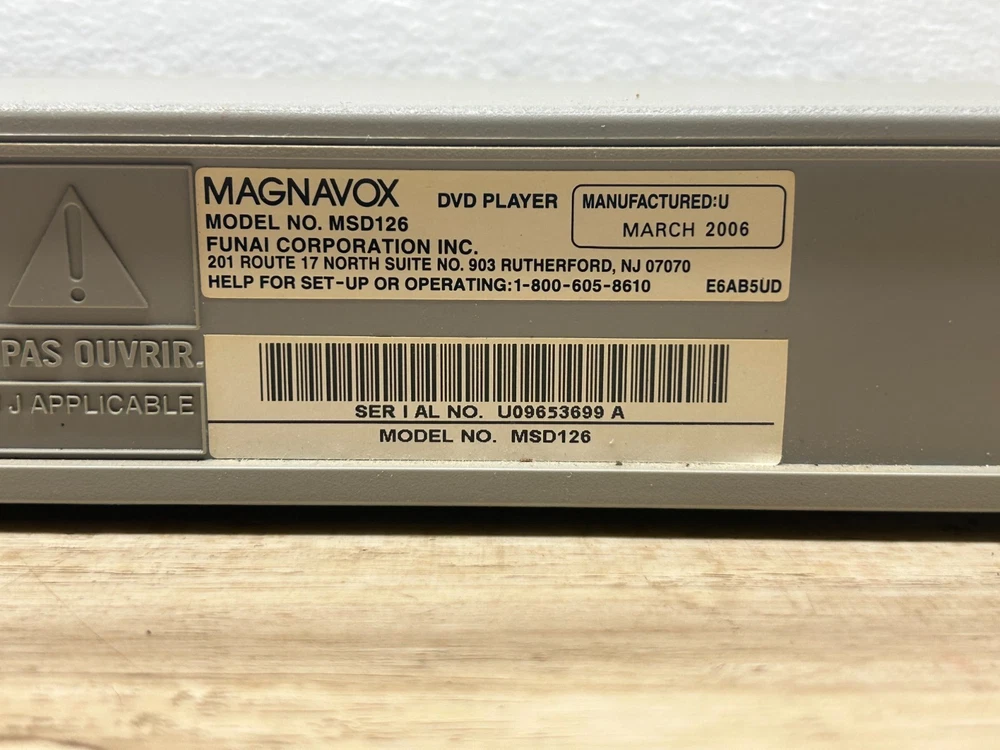 MAGNAVOX DVD PLAYER MANUFACTURED:U
MODEL NO. MSD126 MARCH 2006
FUNAI CORPORATION INC.
201 ROUTE 17 NORTH SUITE NO. 903 RUTHERFORD, NJ 07070
HELP FOR SET-UP OR OPERATING:1-800-605-8610 E6AB5UD
PAS OUVRIR.
J APPLICABLE
SER I AL NO. U09653699 A
MODEL NO. MSD126